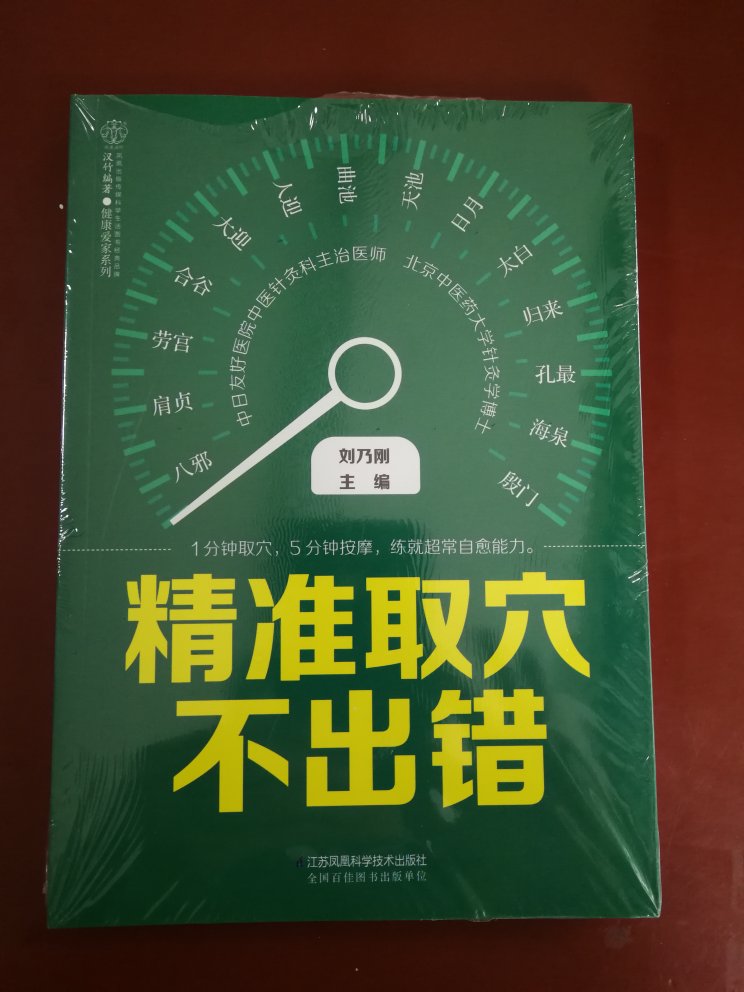 汉竹编著●健康爱家系列
八邪
肩贞
劳宫
合谷
大迎
人迎
曲池
天池
日月
太白
归来
孔最
海泉
殷门
中日友好医院中医针灸科主治医师
北京中医药大学针灸学博士
刘乃刚
主 编
1分钟取穴，5分钟按摩，练就超常自愈能力。
精准取穴
不出错
江苏凤凰科学技术出版社
全国百佳图书出版单位